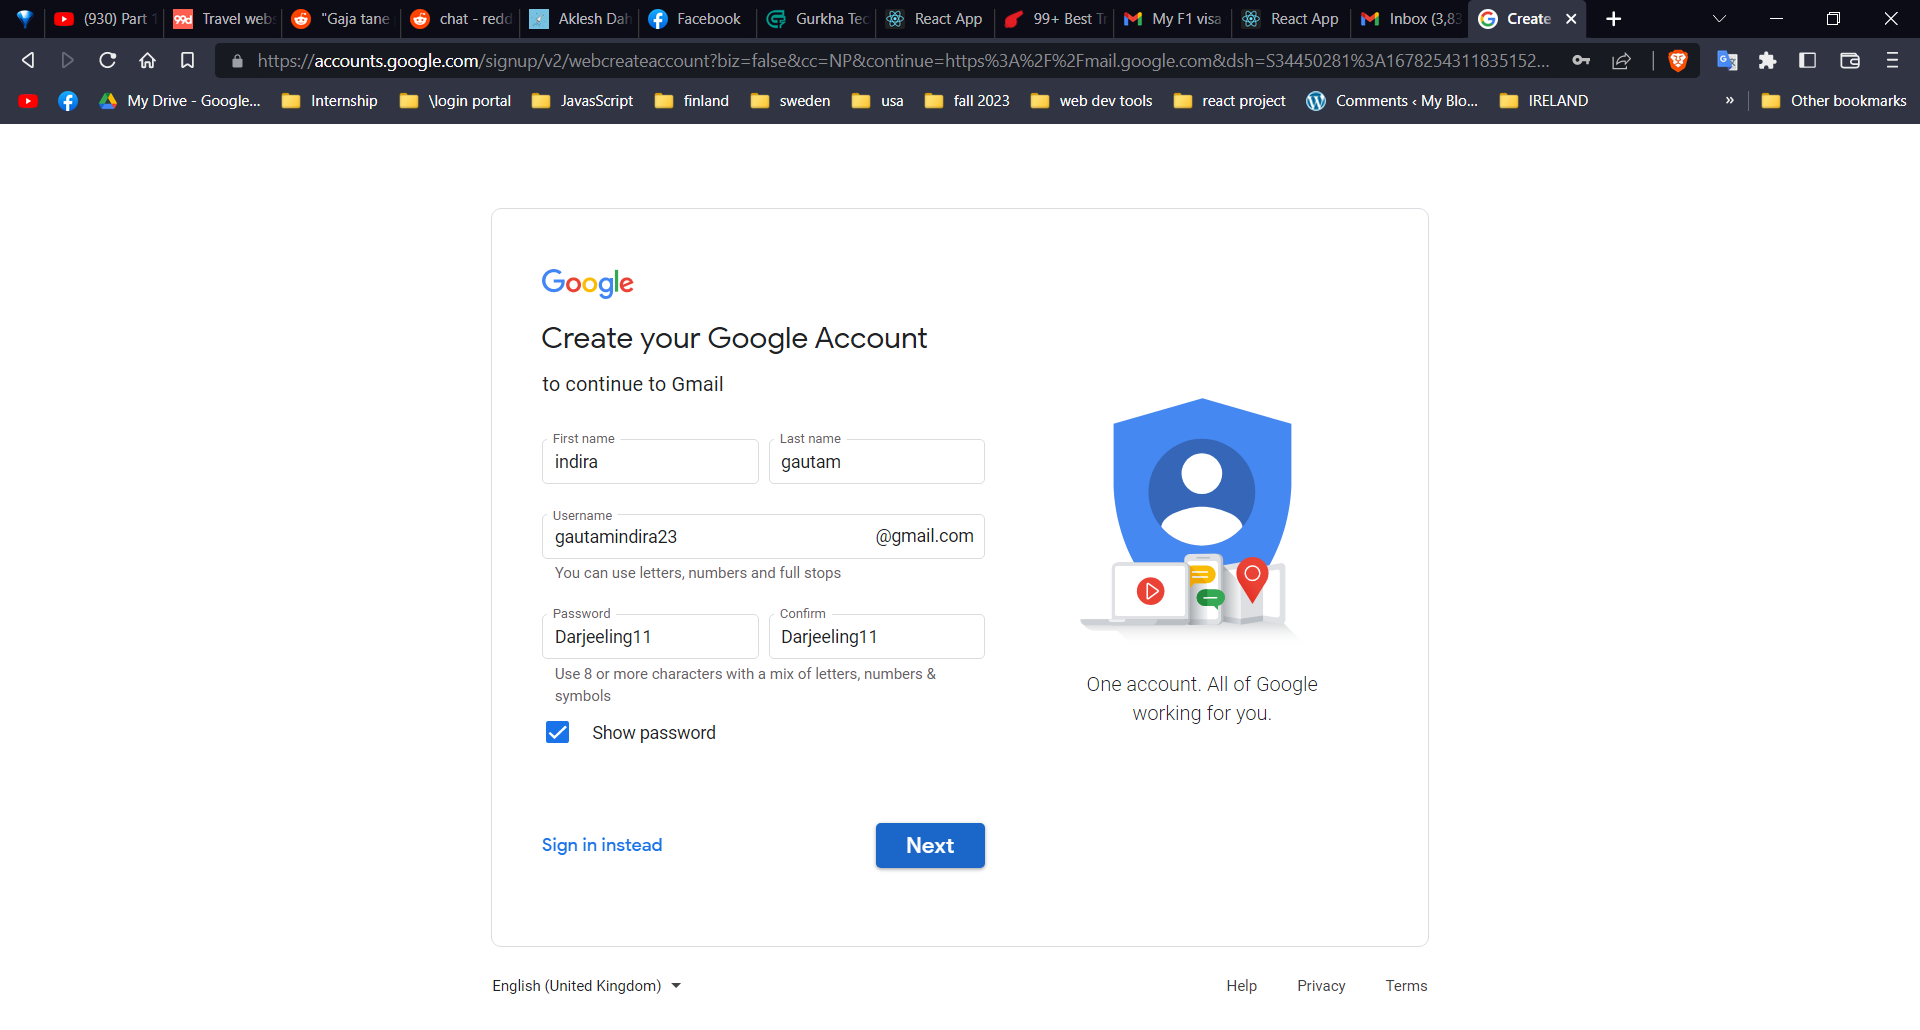 (930) Part 1
Travel webs
"Gaja tane
chat - redd
Aklesh Dah
Facebook
Gurkha Tec
React App
99+ Best Tr
My F1 visa
React App
Inbox (3,83
Create
https://accounts.google.com/signup/v2/webcreateaccount?biz=false&cc=NP&continue=https%3A%2F%2Fmail.google.com&dsh=S34450281%3A1678254311835152...
My Drive - Google...
Internship
\login portal
JavasScript
finland
sweden
usa
fall 2023
web dev tools
react project
Comments ‹ My Blo...
IRELAND
»
Other bookmarks
Google
Create your Google Account
to continue to Gmail
First name
indira
Last name
gautam
Username
gautamindira23
@gmail.com
You can use letters, numbers and full stops
Password
Darjeeling11
Confirm
Darjeeling11
Use 8 or more characters with a mix of letters, numbers &
symbols
Show password
Sign in instead
Next
One account. All of Google
working for you.
English (United Kingdom)
Help
Privacy
Terms